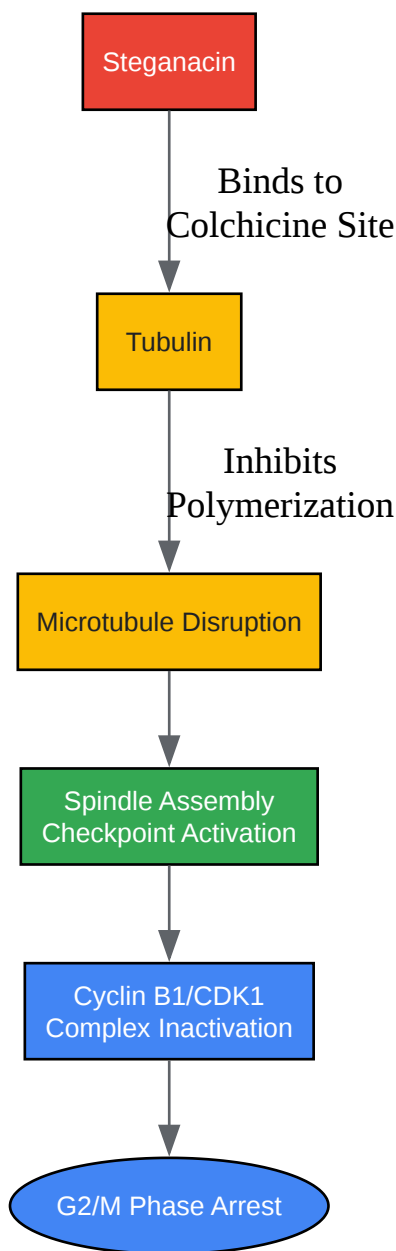 Steganacin
Binds to
Colchicine Site
Tubulin
Inhibits
Polymerization
Microtubule Disruption
Spindle Assembly
Checkpoint Activation
Cyclin B1/CDK1
Complex Inactivation
G2/M Phase Arrest